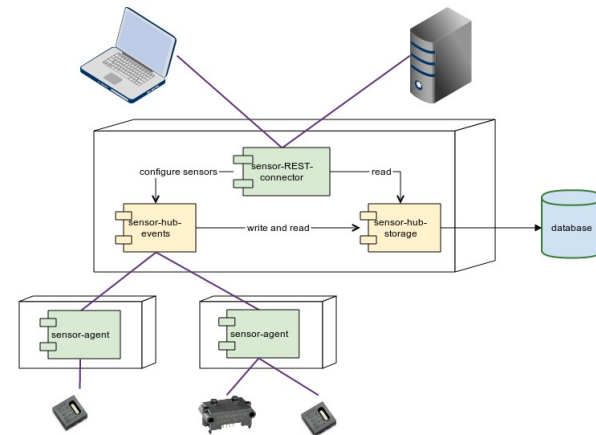 sensor-REST-
connector
configure sensors
read
sensor-hub-
events
write and read
sensor-hub-
storage
database
sensor-agent
sensor-agent